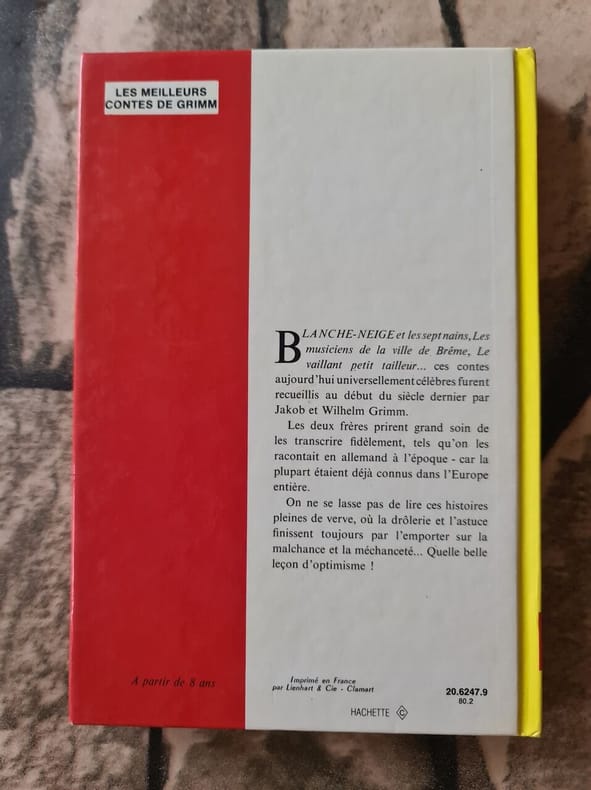 LES MEILLEURS
CONTES DE GRIMM
BLANCHE-NEIGE et les sept nains, Les
musiciens de la ville de Brême, Le
vaillant petit tailleur... ces contes
aujourd'hui universellement célèbres furent
recueillis au début du siècle dernier par
Jakob et Wilhelm Grimm.
Les deux frères prirent grand soin de
les transcrire fidèlement, tels qu'on les
racontait en allemand à l'époque - car la
plupart étaient déjà connus dans l'Europe
entière.
On ne se lasse pas de lire ces histoires
pleines de verve, où la drôlerie et l'astuce
finissent toujours par l'emporter sur la
malchance et la méchanceté... Quelle belle
leçon d'optimisme !
A partir de 8 ans
Imprimé en France
par Lienhart & Cie - Clamart
20.6247.9
80.2
HACHETTE C